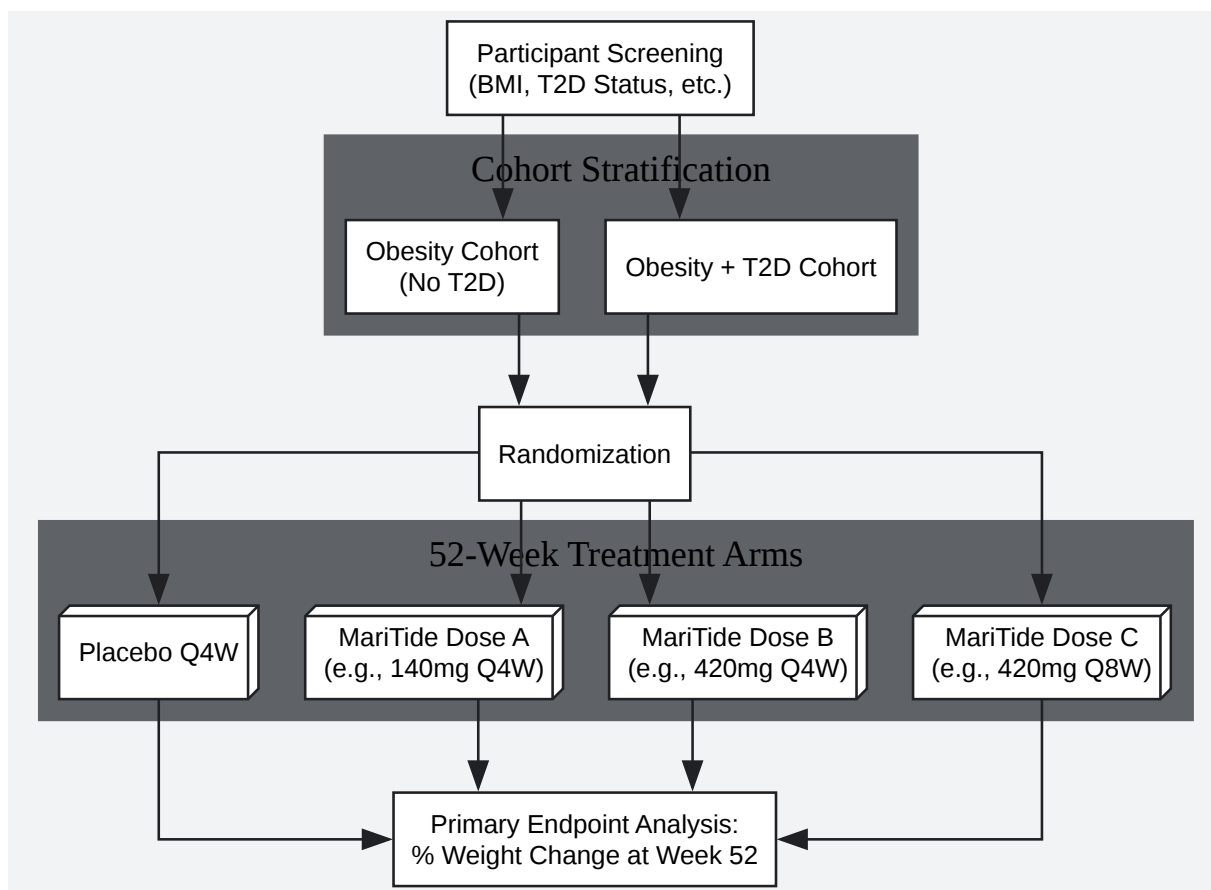 Participant Screening
(BMI, T2D Status, etc.)
Cohort Stratification
Obesity Cohort
(No T2D)
Obesity + T2D Cohort
Randomization
52-Week Treatment Arms
Placebo Q4W
MariTide Dose A
(e.g., 140mg Q4W)
MariTide Dose B
(e.g., 420mg Q4W)
MariTide Dose C
(e.g., 420mg Q8W)
Primary Endpoint Analysis:
% Weight Change at Week 52